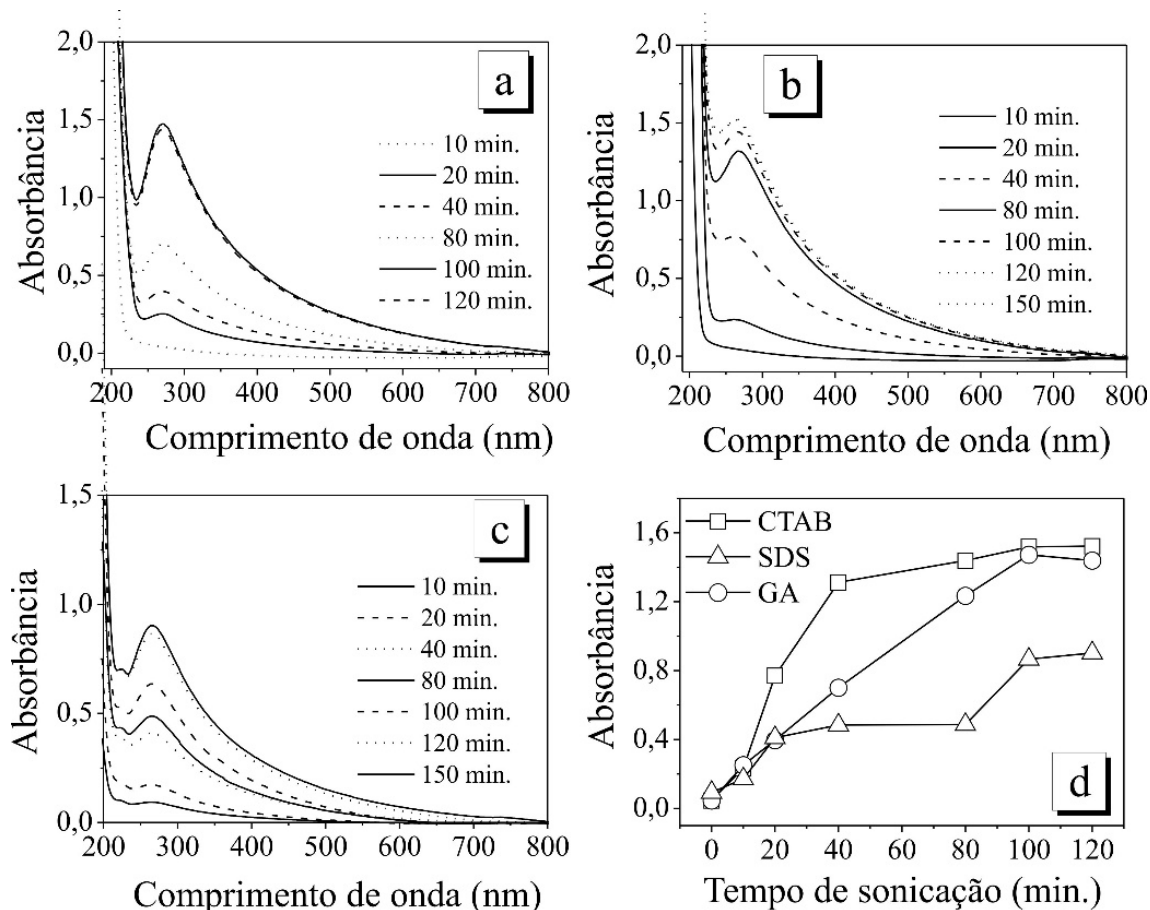 a
2,0
1,5
1,0
0,5
0,0
Absorbância
10 min.
20 min.
40 min.
80 min.
100 min.
120 min.
200 300 400 500 600 700 800
Comprimento de onda (nm)
b
2,0
1,5
1,0
0,5
0,0
Absorbância
10 min.
20 min.
40 min.
80 min.
100 min.
120 min.
150 min.
200 300 400 500 600 700 800
Comprimento de onda (nm)
c
1,5
1,0
0,5
0,0
Absorbância
10 min.
20 min.
40 min.
80 min.
100 min.
120 min.
150 min.
200 300 400 500 600 700 800
Comprimento de onda (nm)
CTAB
SDS
GA
1,6
1,2
0,8
0,4
0,0
Absorbância
d
0 20 40 60 80 100 120
Tempo de sonicação (min.)